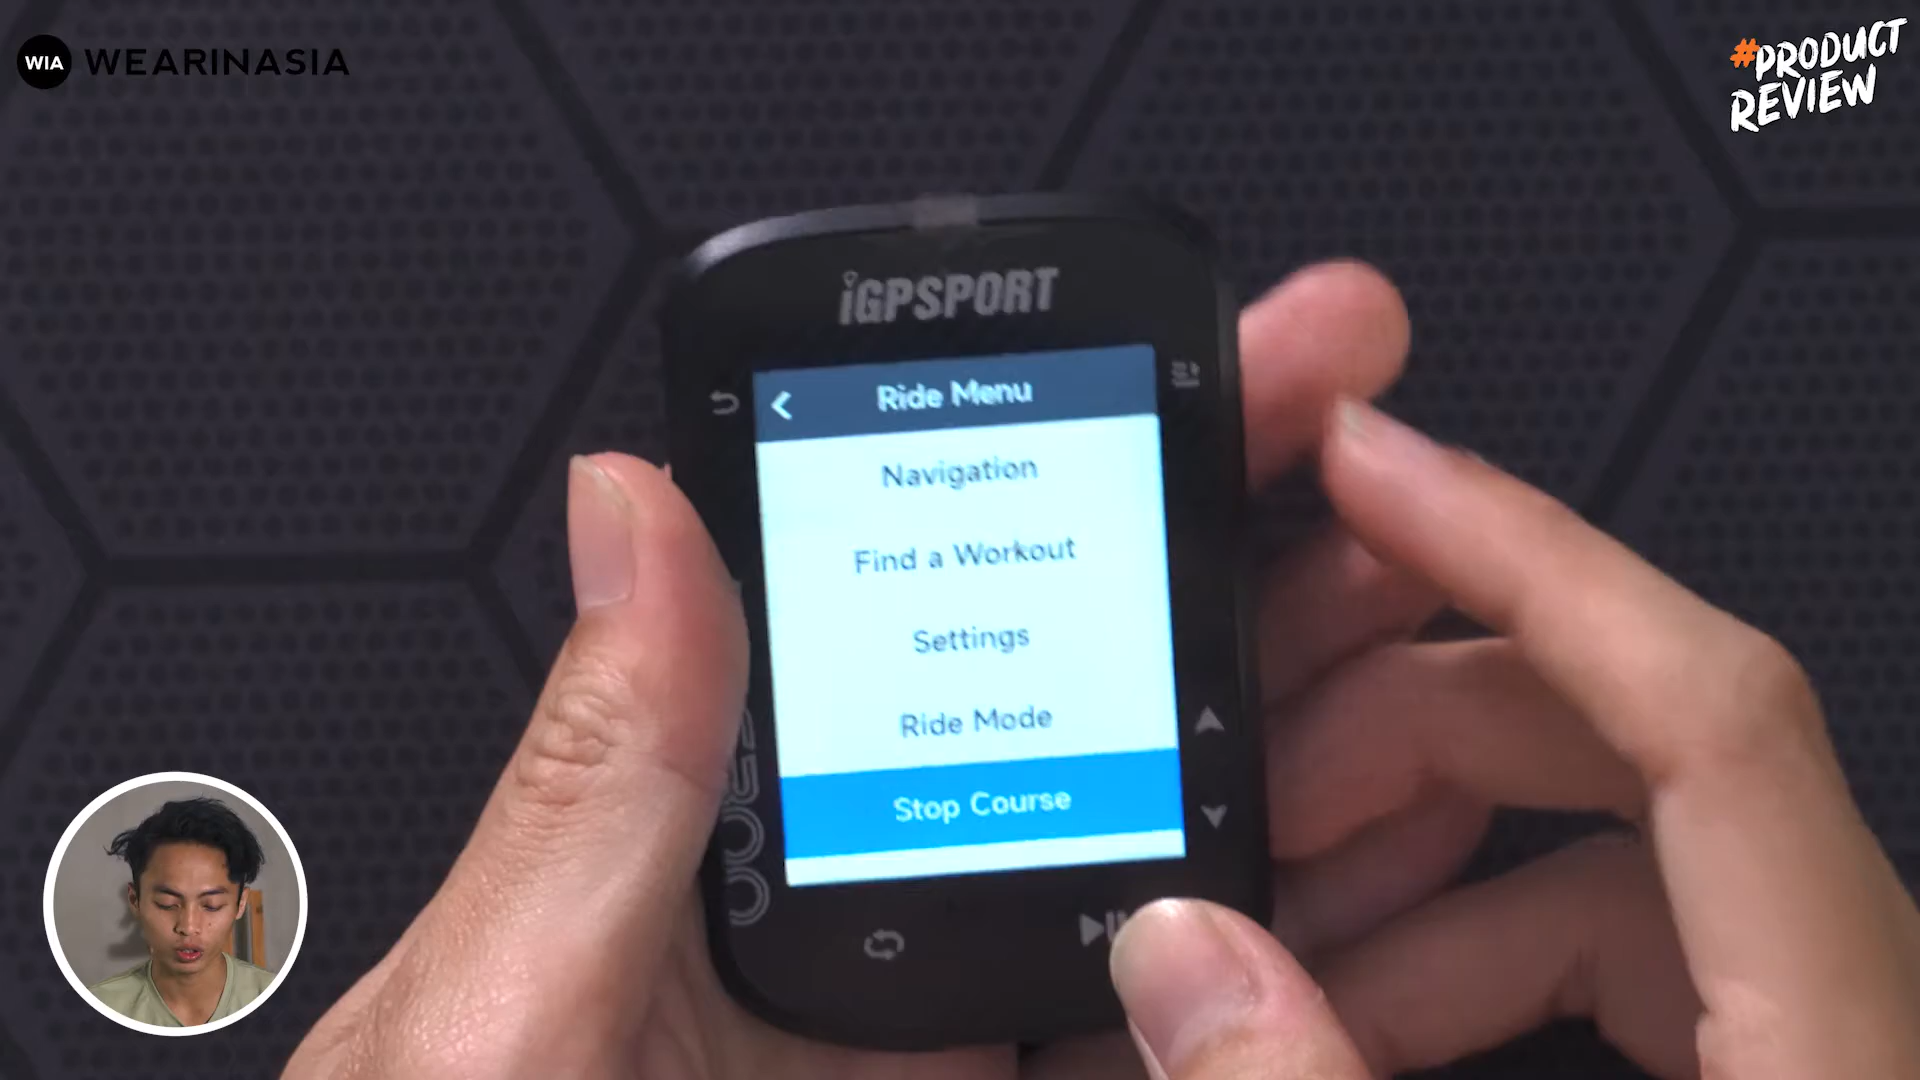 WIA WEARINASIA
#PRODUCT
REVIEW
iGPSPORT
Ride Menu
Navigation
Find a Workout
Settings
Ride Mode
Stop Course